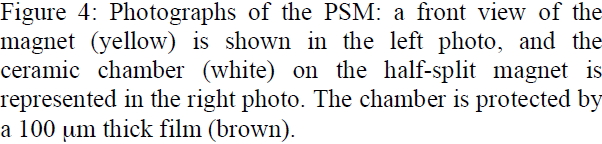 Figure 4: Photographs of the PSM: a front view of the
magnet (yellow) is shown in the left photo, and the
ceramic chamber (white) on the half-split magnet is
represented in the right photo. The chamber is protected by
a 100 μm thick film (brown).